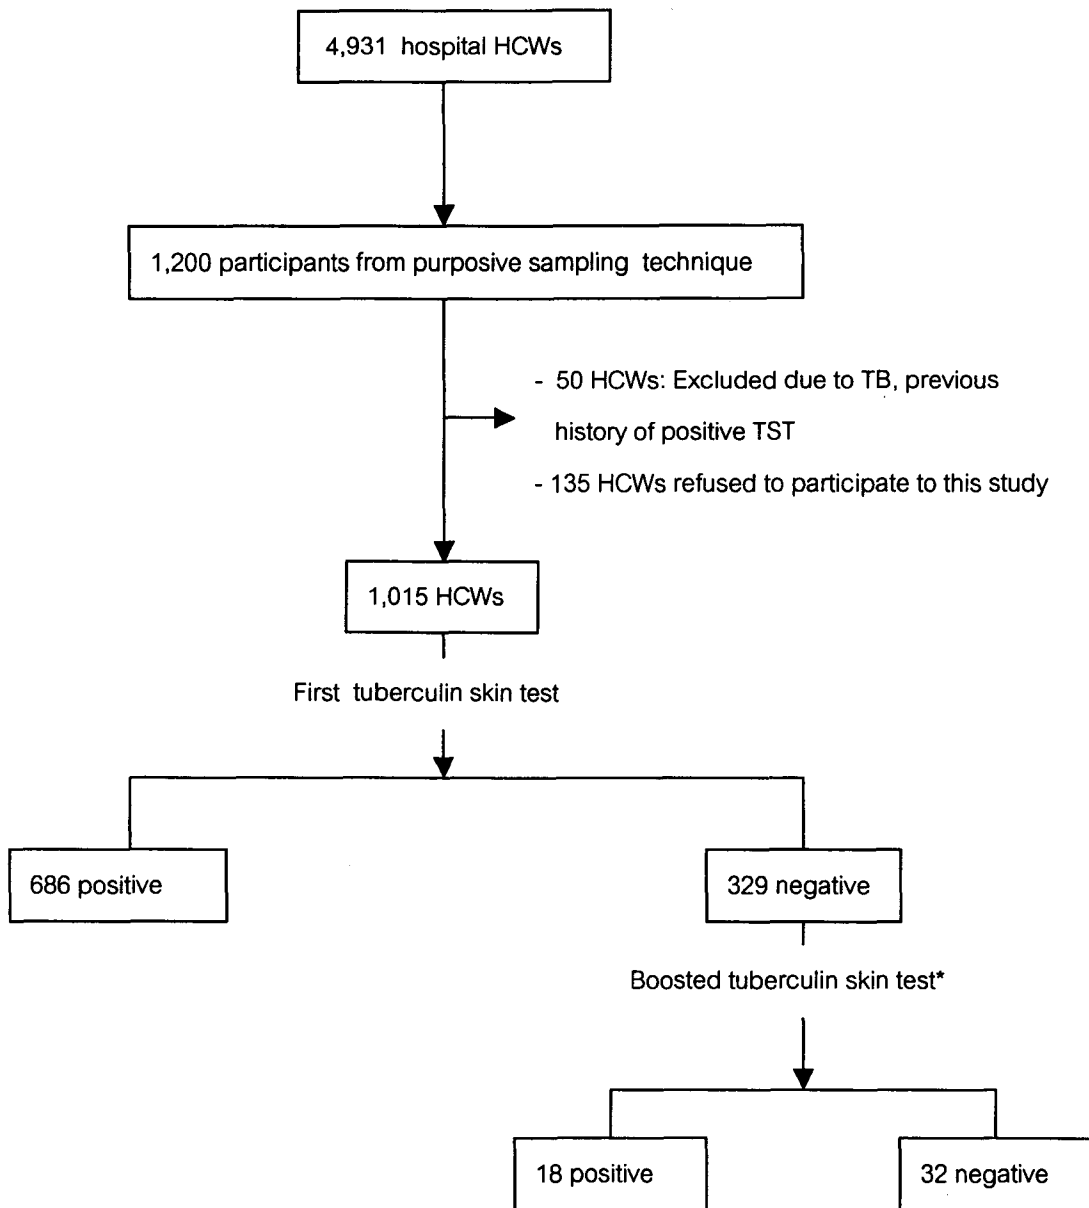 4,931 hospital HCWs
1,200 participants from purposive sampling technique
- 50 HCWs: Excluded due to TB, previous
history of positive TST
- 135 HCWs refused to participate to this study
1,015 HCWs
First tuberculin skin test
686 positive
329 negative
Boosted tuberculin skin test*
18 positive
32 negative